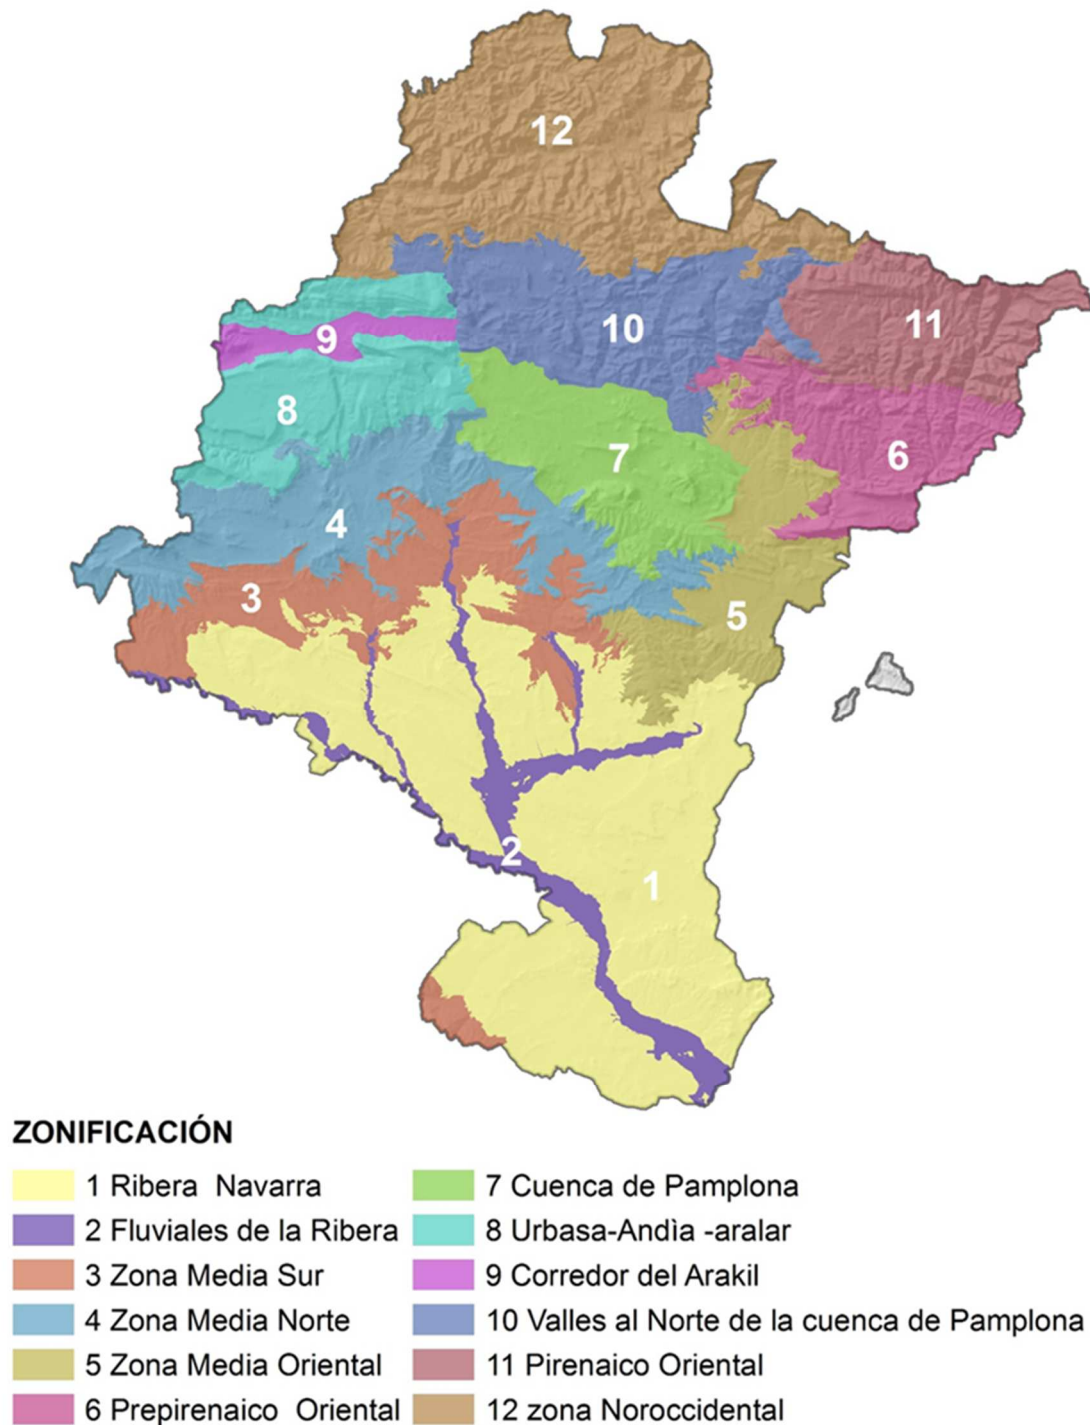 12
10
11
9
8
7
6
4
3
5
2
1
ZONIFICACIÓN
1 Ribera Navarra
2 Fluviales de la Ribera
3 Zona Media Sur
4 Zona Media Norte
5 Zona Media Oriental
6 Prepirenaico Oriental
7 Cuenca de Pamplona
8 Urbasa-Andìa -aralar
9 Corredor del Arakil
10 Valles al Norte de la cuenca de Pamplona
11 Pirenaico Oriental
12 zona Noroccidental